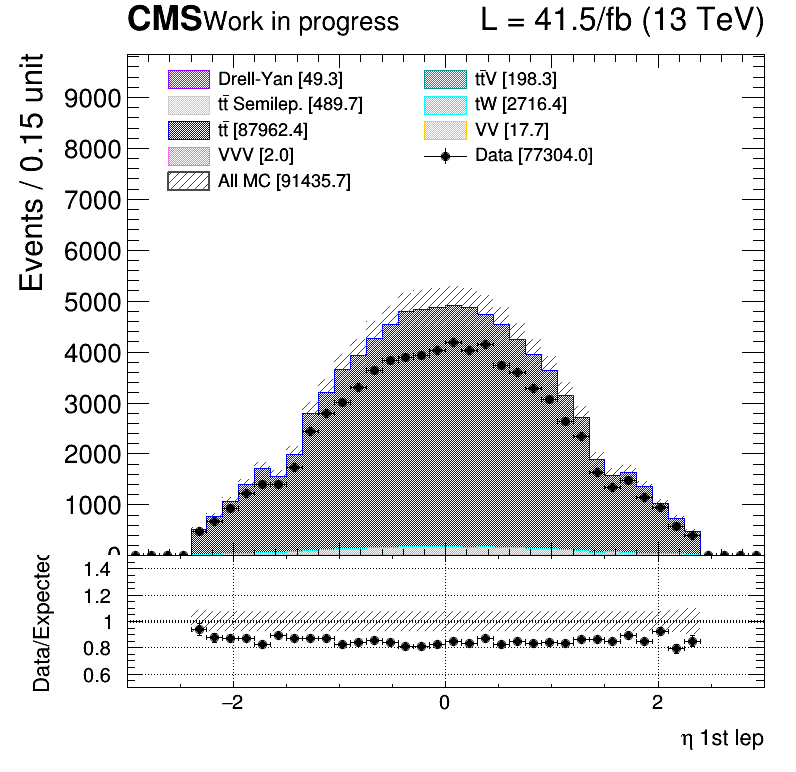 CMS Work in progress L = 41.5/fb (13 TeV)
Events / 0.15 unit
Drell-Yan [49.3]
tt̄V [198.3]
tt̄ Semilep. [489.7]
tW [2716.4]
tt̄ [87962.4]
VV [17.7]
VVV [2.0]
Data [77304.0]
All MC [91435.7]
9000
8000
7000
6000
5000
4000
3000
2000
1000
0
Data/Expected
1.4
1.2
1
0.8
0.6
−2 0 2
η 1st lep